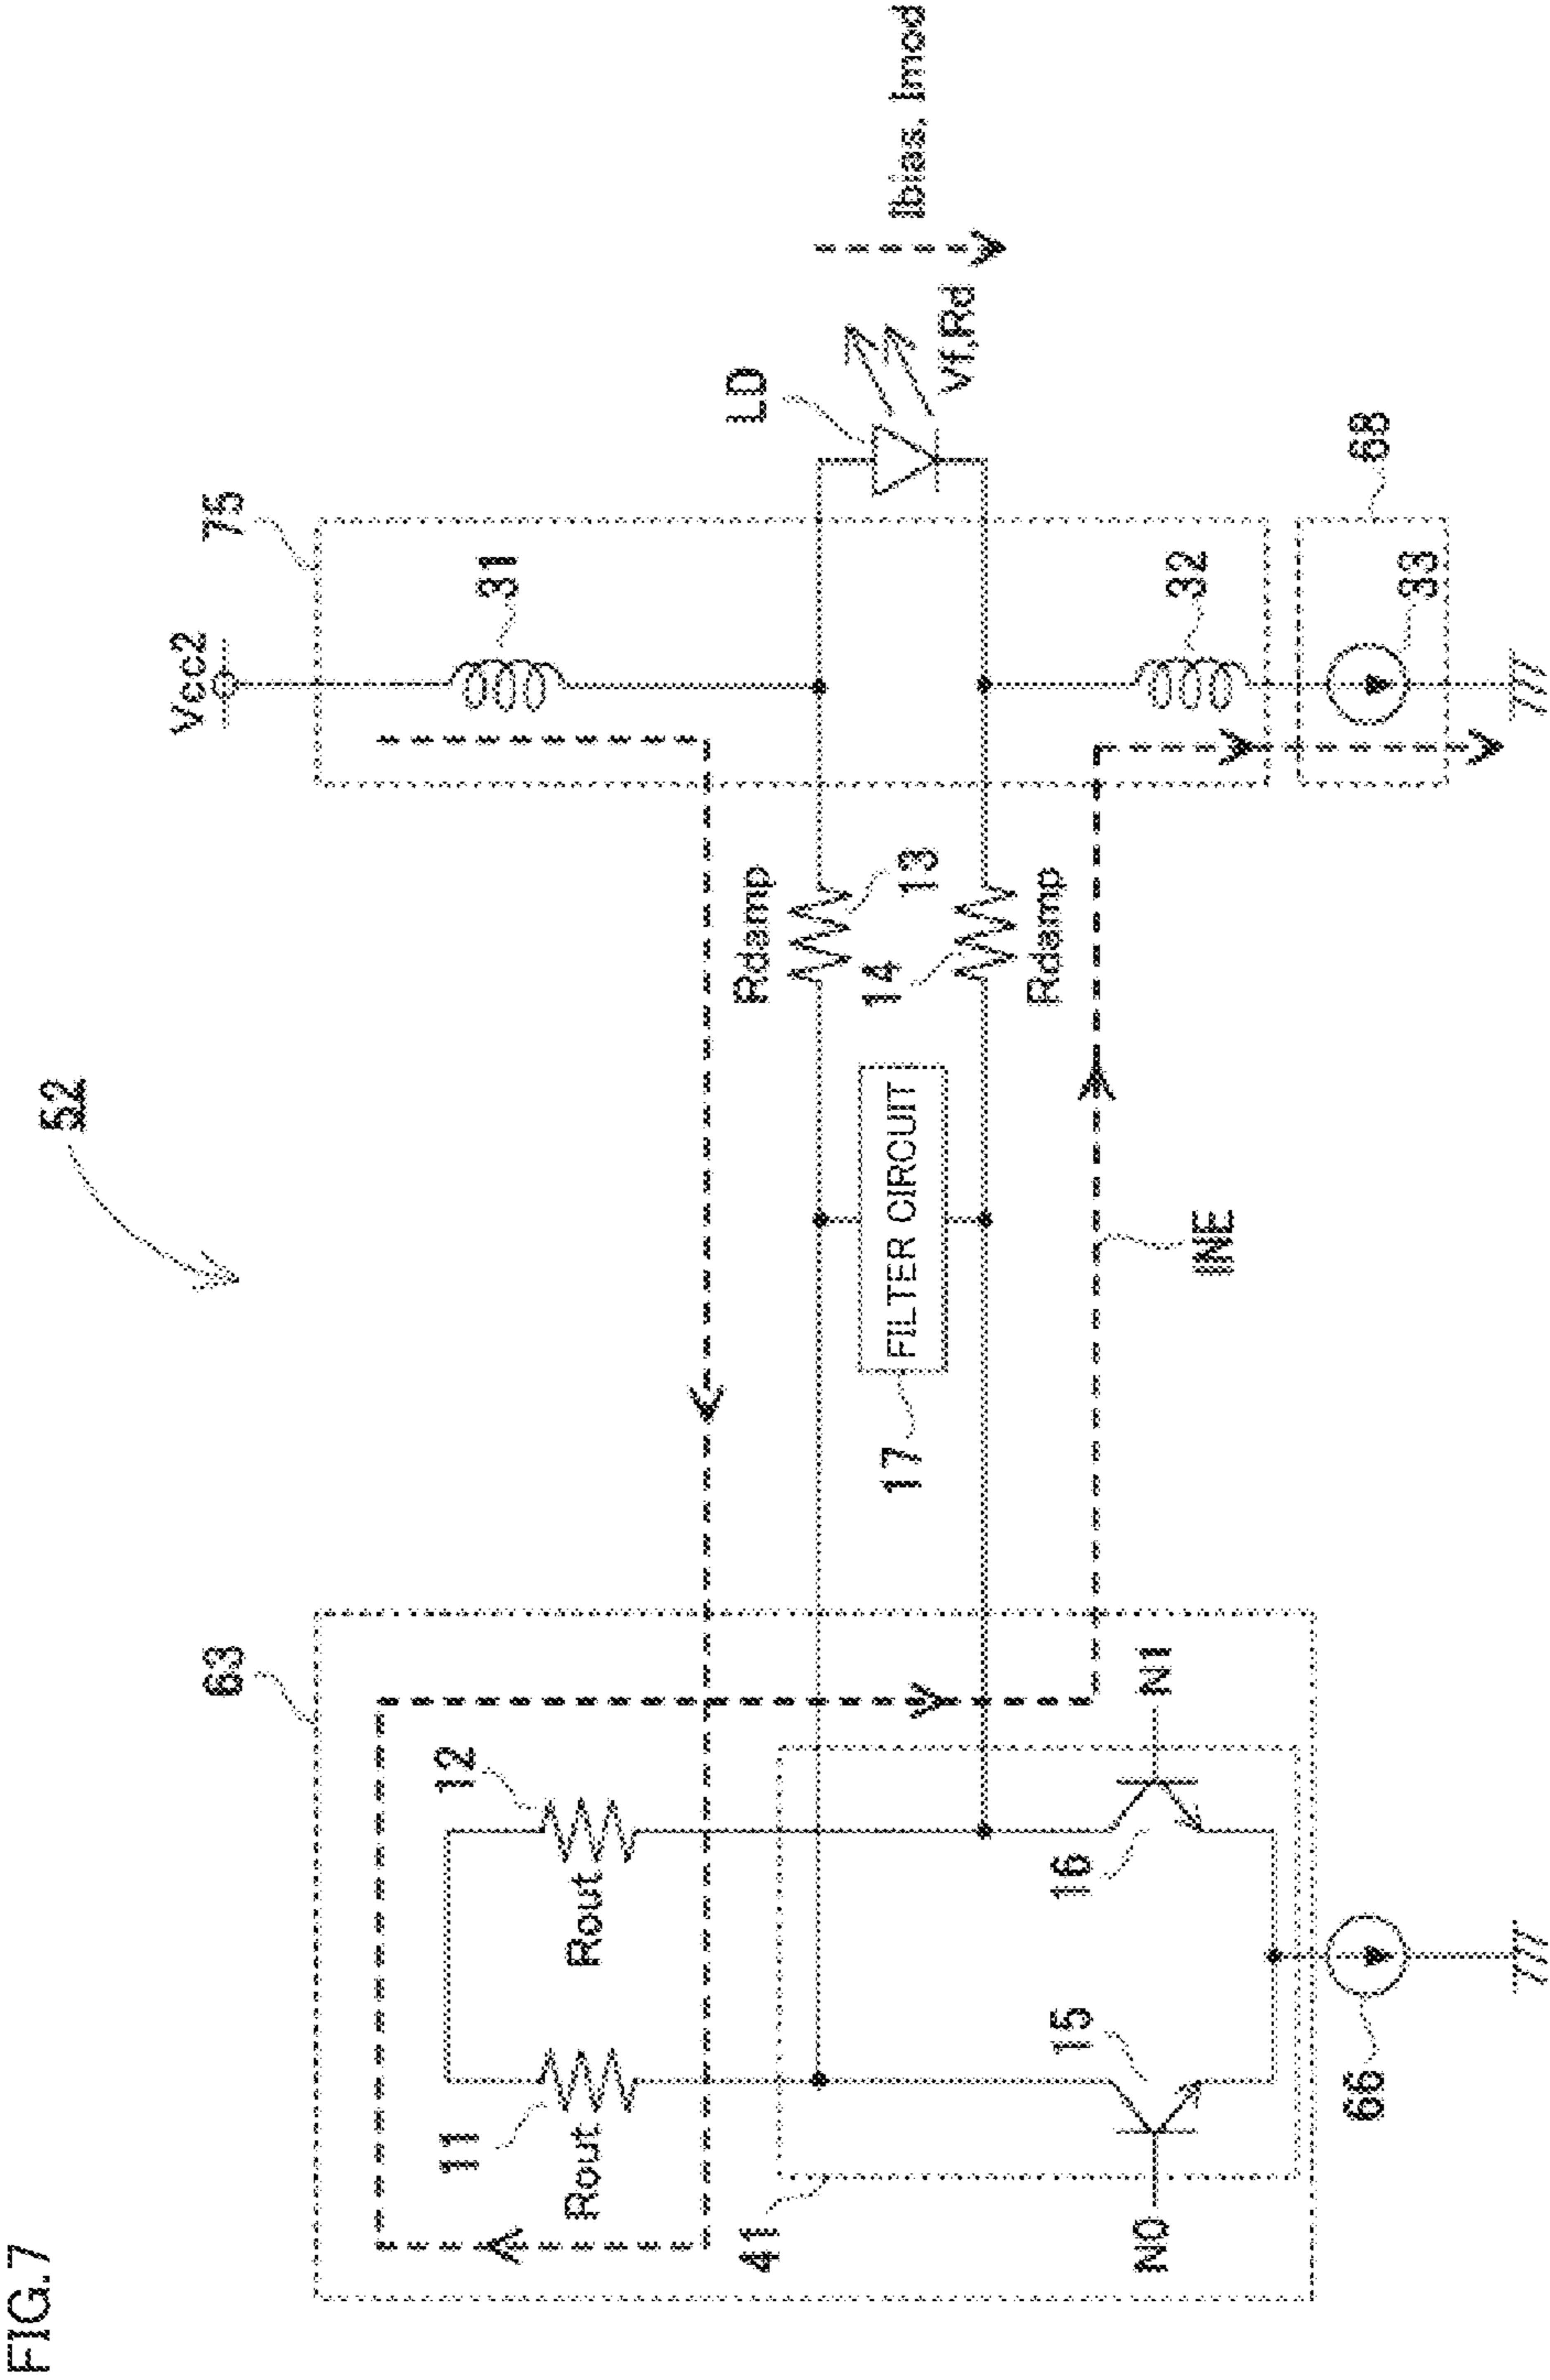 FIG.7
52
63
75
Vcc2
11
Rout
12
Rout
31
LD
Rdamp
13
14
Rdamp
FILTER CIRCUIT
17
Vf,Rd
Ibias, Imod
41
15
16
N0
N1
INE
32
68
33
66